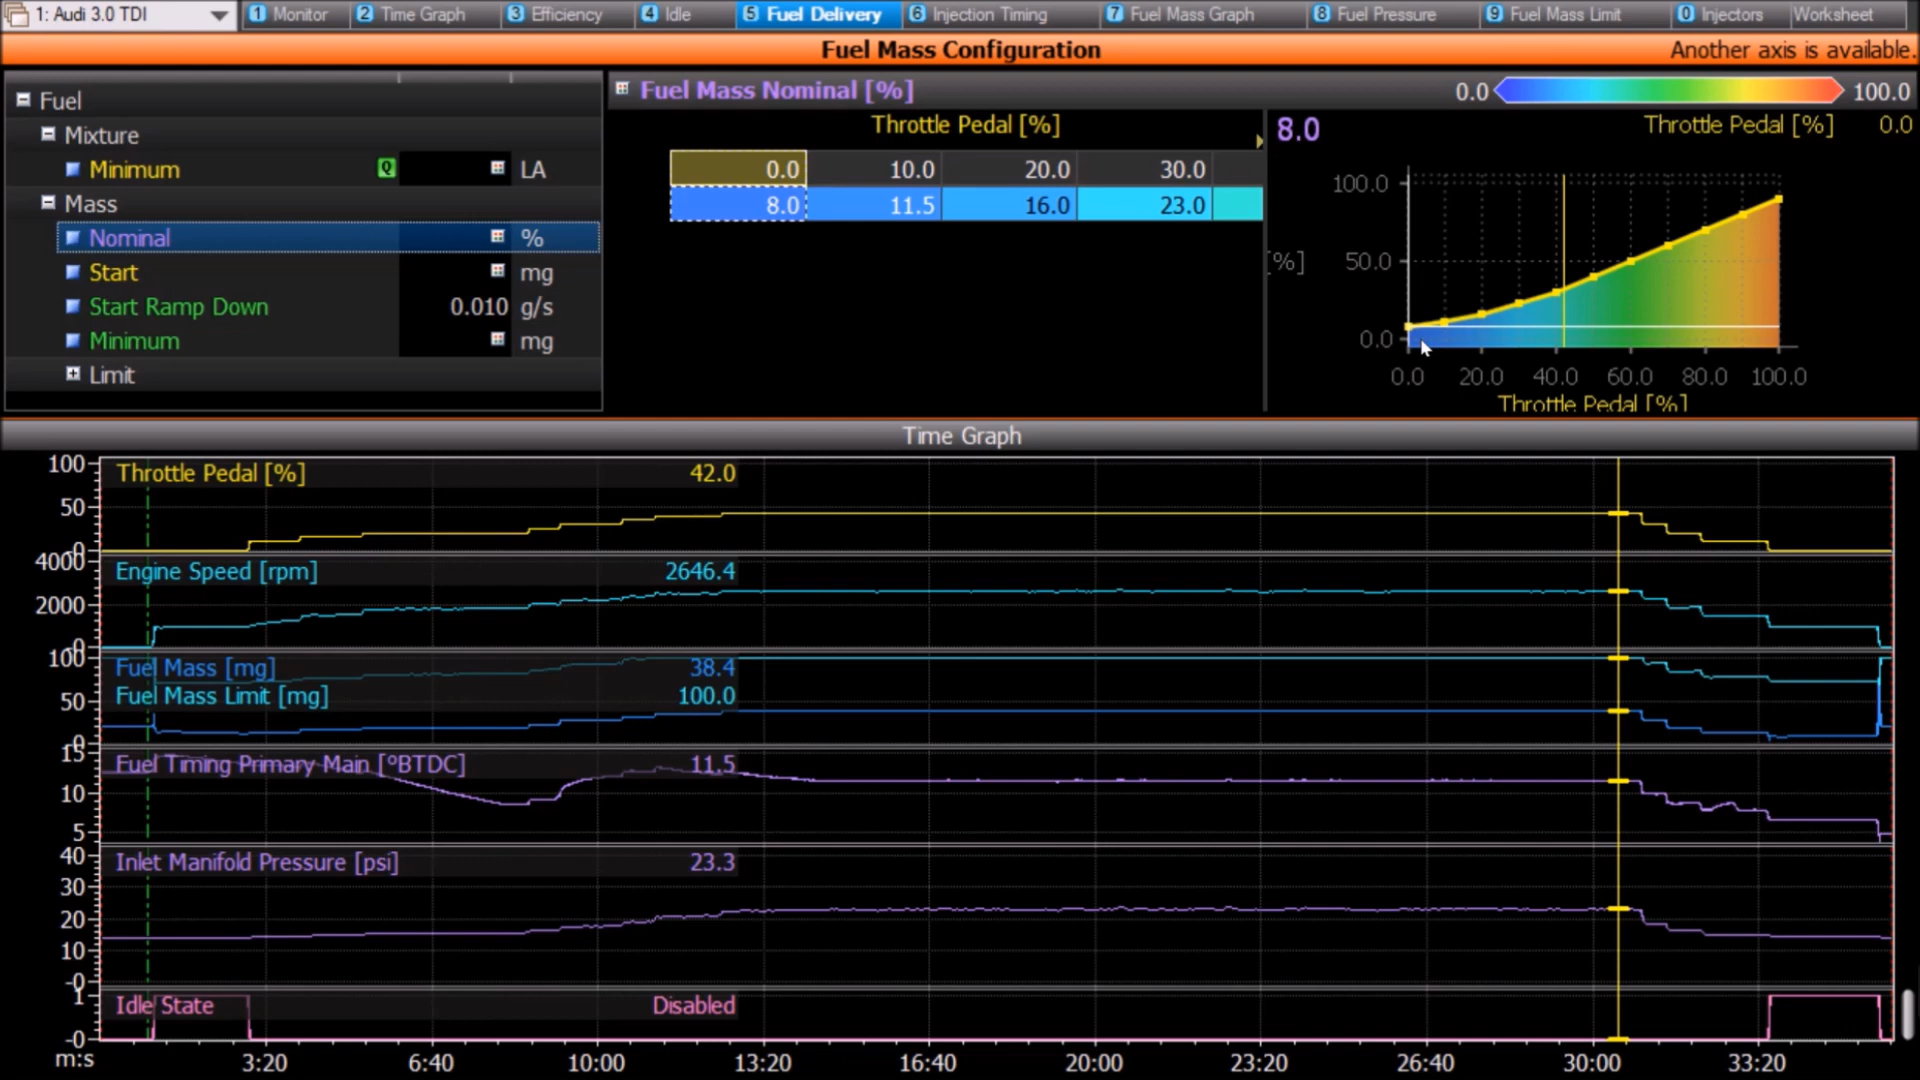 1: Audi 3.0 TDI
1 Monitor 2 Time Graph 3 Efficiency 4 Idle 5 Fuel Delivery 6 Injection Timing 7 Fuel Mass Graph 8 Fuel Pressure 9 Fuel Mass Limit 0 Injectors Worksheet
Fuel Mass Configuration
Another axis is available.
Fuel
Mixture
Minimum Q LA
Mass
Nominal %
Start mg
Start Ramp Down 0.010 g/s
Minimum mg
Limit
Fuel Mass Nominal [%]
0.0 100.0
Throttle Pedal [%]
0.0 10.0 20.0 30.0
8.0 11.5 16.0 23.0
8.0 Throttle Pedal [%] 0.0
100.0
[%] 50.0
0.0
0.0 20.0 40.0 60.0 80.0 100.0
Throttle Pedal [%]
Time Graph
100 Throttle Pedal [%] 42.0
50
-0
4000 Engine Speed [rpm] 2646.4
2000
-0
100 Fuel Mass [mg] 38.4
50 Fuel Mass Limit [mg] 100.0
-0
15 Fuel Timing Primary Main [ºBTDC] 11.5
10
5
40 Inlet Manifold Pressure [psi] 23.3
30
20
10
-0
1 Idle State Disabled
-0
m:s 3:20 6:40 10:00 13:20 16:40 20:00 23:20 26:40 30:00 33:20